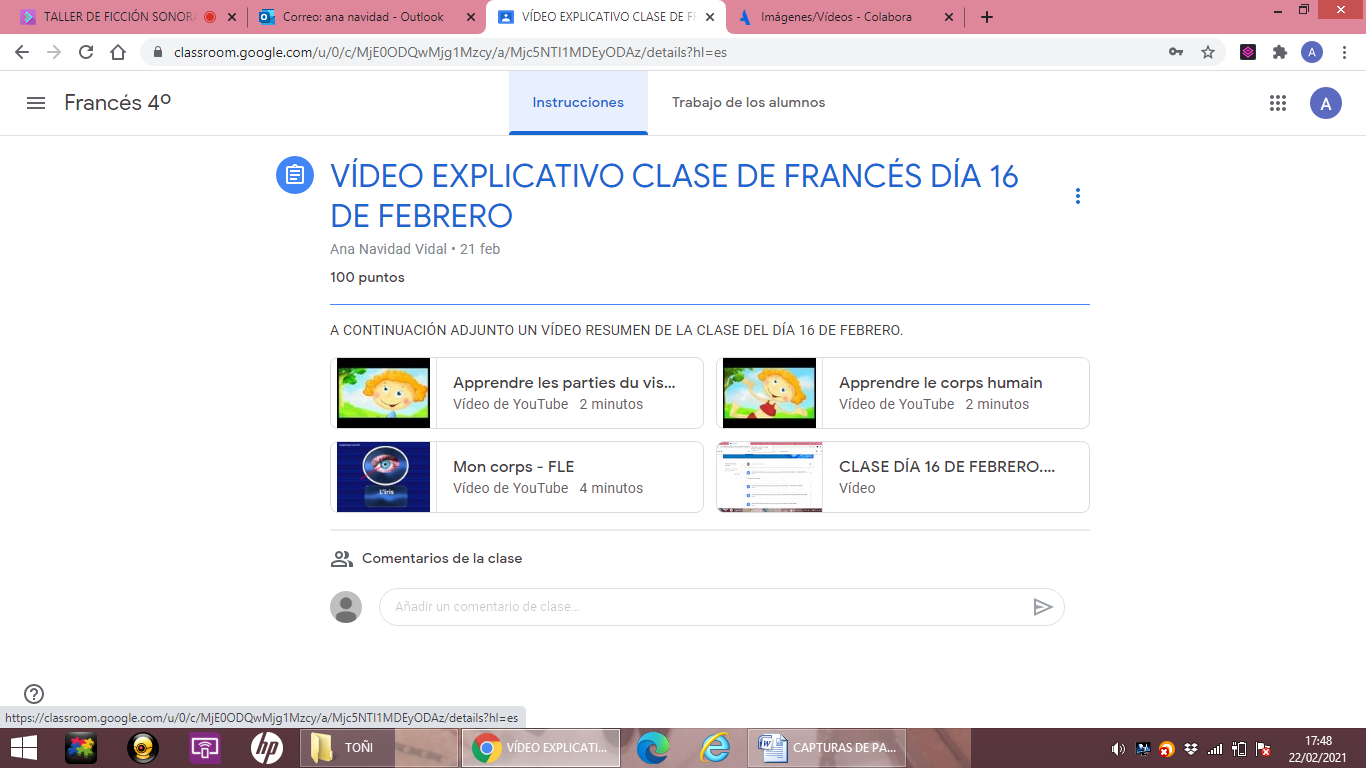 TALLER DE FICCIÓN SONORA
Correo: ana navidad - Outlook
VÍDEO EXPLICATIVO CLASE DE FR
Imágenes/Vídeos - Colabora
classroom.google.com/u/0/c/MjE0ODQwMjg1Mzcy/a/Mjc5NTI1MDEyODAz/details?hl=es
A
Francés 4º
Instrucciones
Trabajo de los alumnos
A
VÍDEO EXPLICATIVO CLASE DE FRANCÉS DÍA 16
DE FEBRERO
Ana Navidad Vidal • 21 feb
100 puntos
A CONTINUACIÓN ADJUNTO UN VÍDEO RESUMEN DE LA CLASE DEL DÍA 16 DE FEBRERO.
Apprendre les parties du vis...
Vídeo de YouTube 2 minutos
Apprendre le corps humain
Vídeo de YouTube 2 minutos
L'iris
Mon corps - FLE
Vídeo de YouTube 4 minutos
CLASE DÍA 16 DE FEBRERO....
Vídeo
Comentarios de la clase
Añadir un comentario de clase...
https://classroom.google.com/u/0/c/MjE0ODQwMjg1Mzcy/a/Mjc5NTI1MDEyODAz/details?hl=es
hp
TOÑI
VÍDEO EXPLICATI...
CAPTURAS DE PA...
17:48
22/02/2021